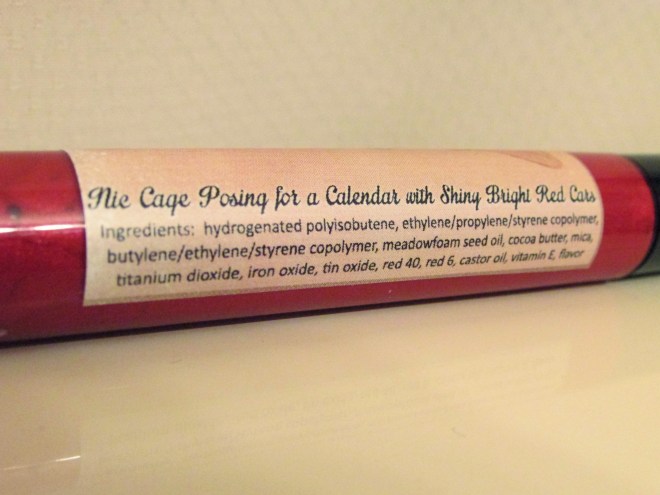 Nic Cage Posing for a Calendar with Shiny Bright Red Cars
Ingredients: hydrogenated polyisobutene, ethylene/propylene/styrene copolymer,
butylene/ethylene/styrene copolymer, meadowfoam seed oil, cocoa butter, mica,
titanium dioxide, iron oxide, tin oxide, red 40, red 6, castor oil, vitamin E, flavor